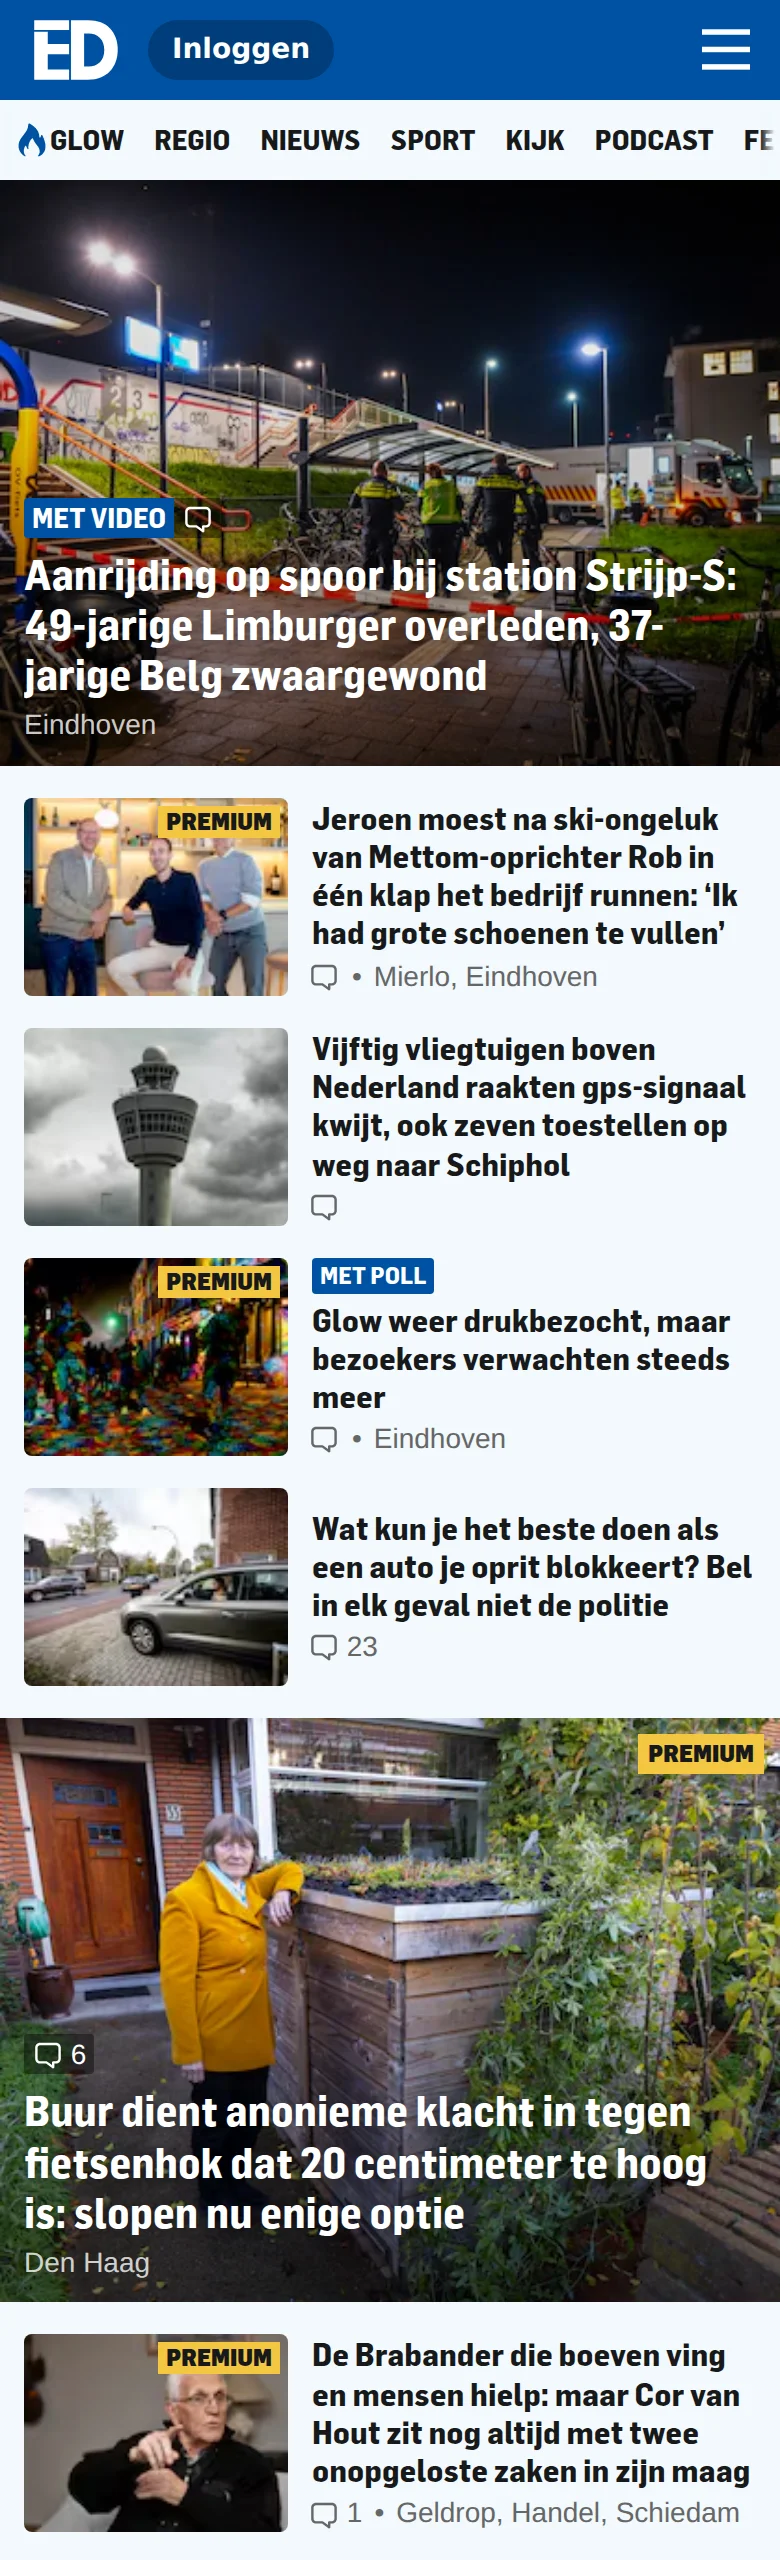 ED Inloggen
GLOW REGIO NIEUWS SPORT KIJK PODCAST FE
23
MET VIDEO
Aanrijding op spoor bij station Strijp-S:
49-jarige Limburger overleden, 37-
jarige Belg zwaargewond
Eindhoven
PREMIUM
Jeroen moest na ski-ongeluk
van Mettom-oprichter Rob in
één klap het bedrijf runnen: ‘Ik
had grote schoenen te vullen’
• Mierlo, Eindhoven
Vijftig vliegtuigen boven
Nederland raakten gps-signaal
kwijt, ook zeven toestellen op
weg naar Schiphol
PREMIUM
MET POLL
Glow weer drukbezocht, maar
bezoekers verwachten steeds
meer
• Eindhoven
Wat kun je het beste doen als
een auto je oprit blokkeert? Bel
in elk geval niet de politie
23
PREMIUM
6
Buur dient anonieme klacht in tegen
fietsenhok dat 20 centimeter te hoog
is: slopen nu enige optie
Den Haag
PREMIUM
De Brabander die boeven ving
en mensen hielp: maar Cor van
Hout zit nog altijd met twee
onopgeloste zaken in zijn maag
1 • Geldrop, Handel, Schiedam